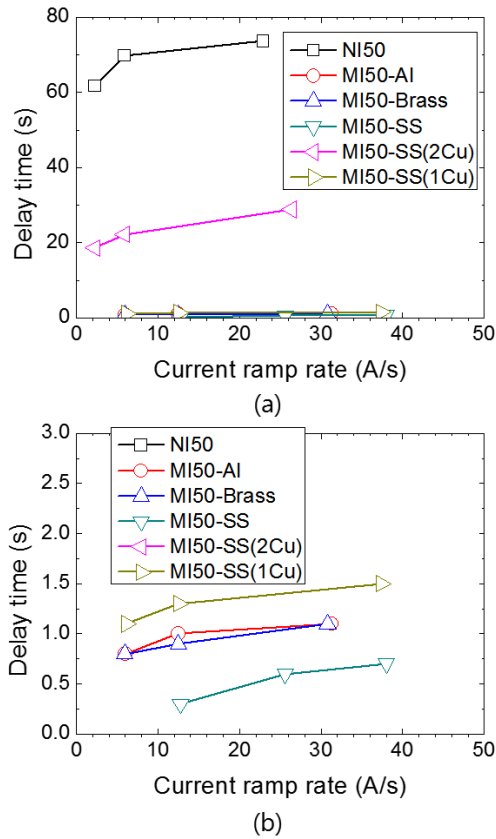 (a)
80
60
40
20
0
Delay time (s)
NI50
MI50-Al
MI50-Brass
MI50-SS
MI50-SS(2Cu)
MI50-SS(1Cu)
0 10 20 30 40 50
Current ramp rate (A/s)
(a)
3.0
2.5
2.0
1.5
1.0
0.5
0.0
Delay time (s)
NI50
MI50-Al
MI50-Brass
MI50-SS
MI50-SS(2Cu)
MI50-SS(1Cu)
0 10 20 30 40 50
Current ramp rate (A/s)
(b)